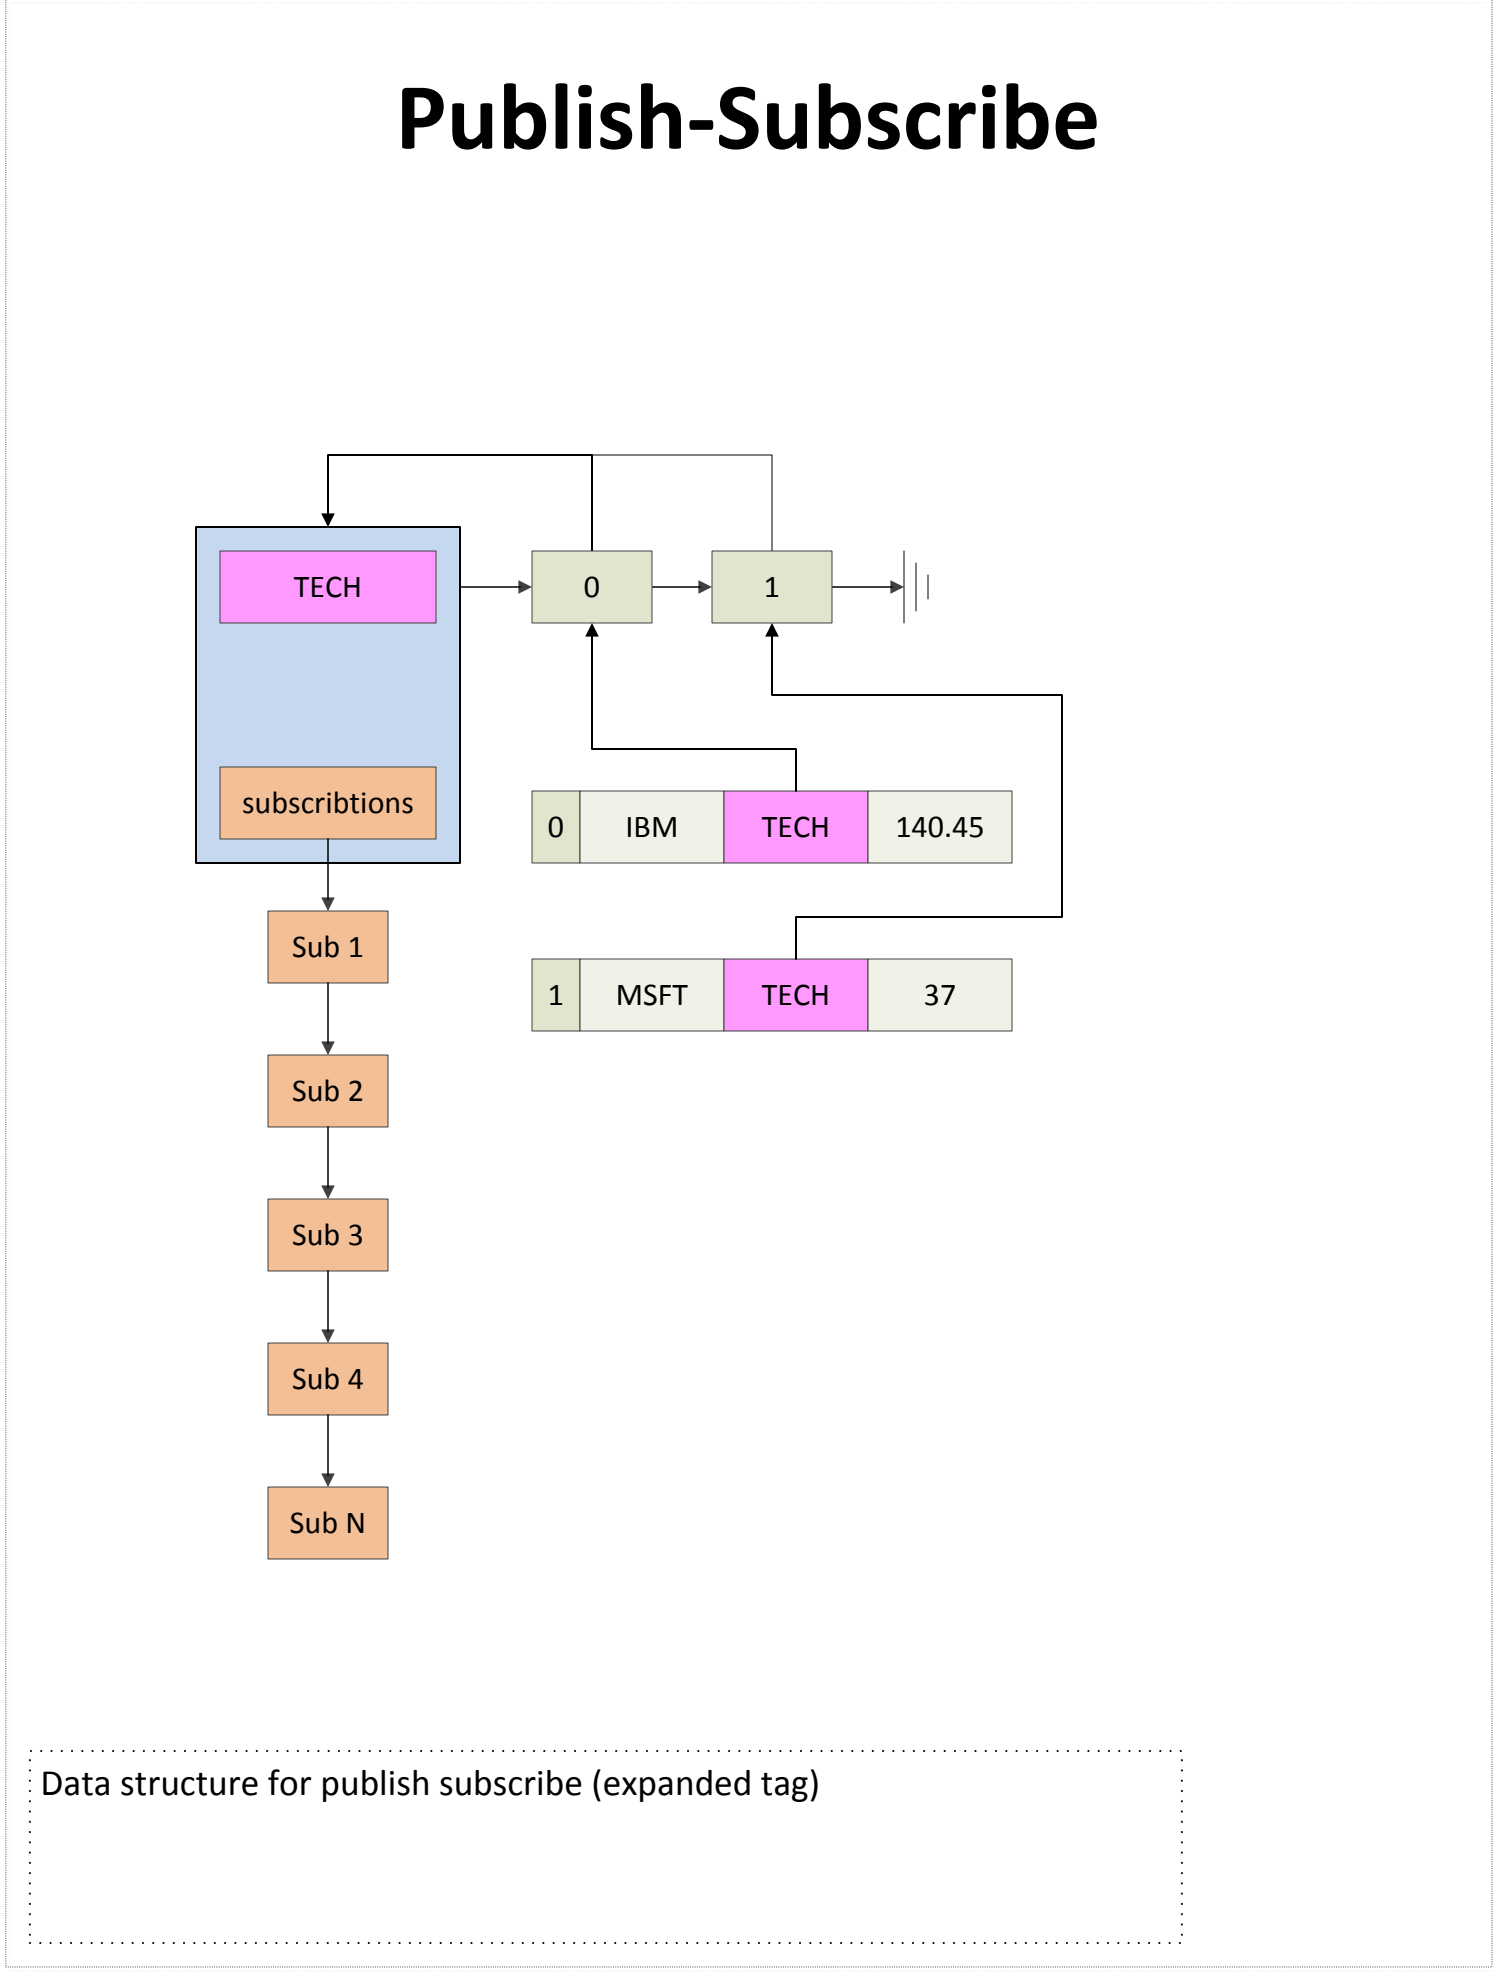 Publish-Subscribe
TECH
0
1
subscribtions
0 IBM TECH 140.45
Sub 1
1 MSFT TECH 37
Sub 2
Sub 3
Sub 4
Sub N
Data structure for publish subscribe (expanded tag)